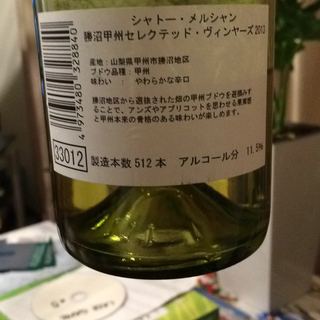 シャトー・メルシャン
勝沼甲州セレクテッド・ヴィンヤーズ2013
産地：山梨県甲州市勝沼地区
ブドウ品種：甲州
味わい　：　やわらかな辛口
勝沼地区から選抜された畑の甲州ブドウを遅摘みす
ることで、アンズやアプリコットを思わせる果実感
と甲州本来の骨格のある味わいが楽しめます。
4973480328840
33012
製造本数 512 本　アルコール分　11.5%